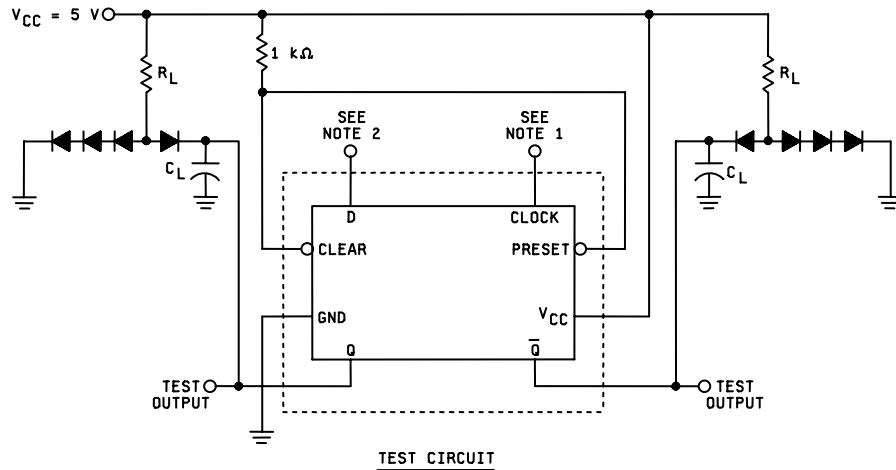 VCC = 5 V
RL
1 kΩ
RL
SEE
NOTE 2
SEE
NOTE 1
CL
CL
D
CLOCK
CLEAR
PRESET
GND
VCC
Q
Q̅
TEST
OUTPUT
TEST
OUTPUT
TEST CIRCUIT